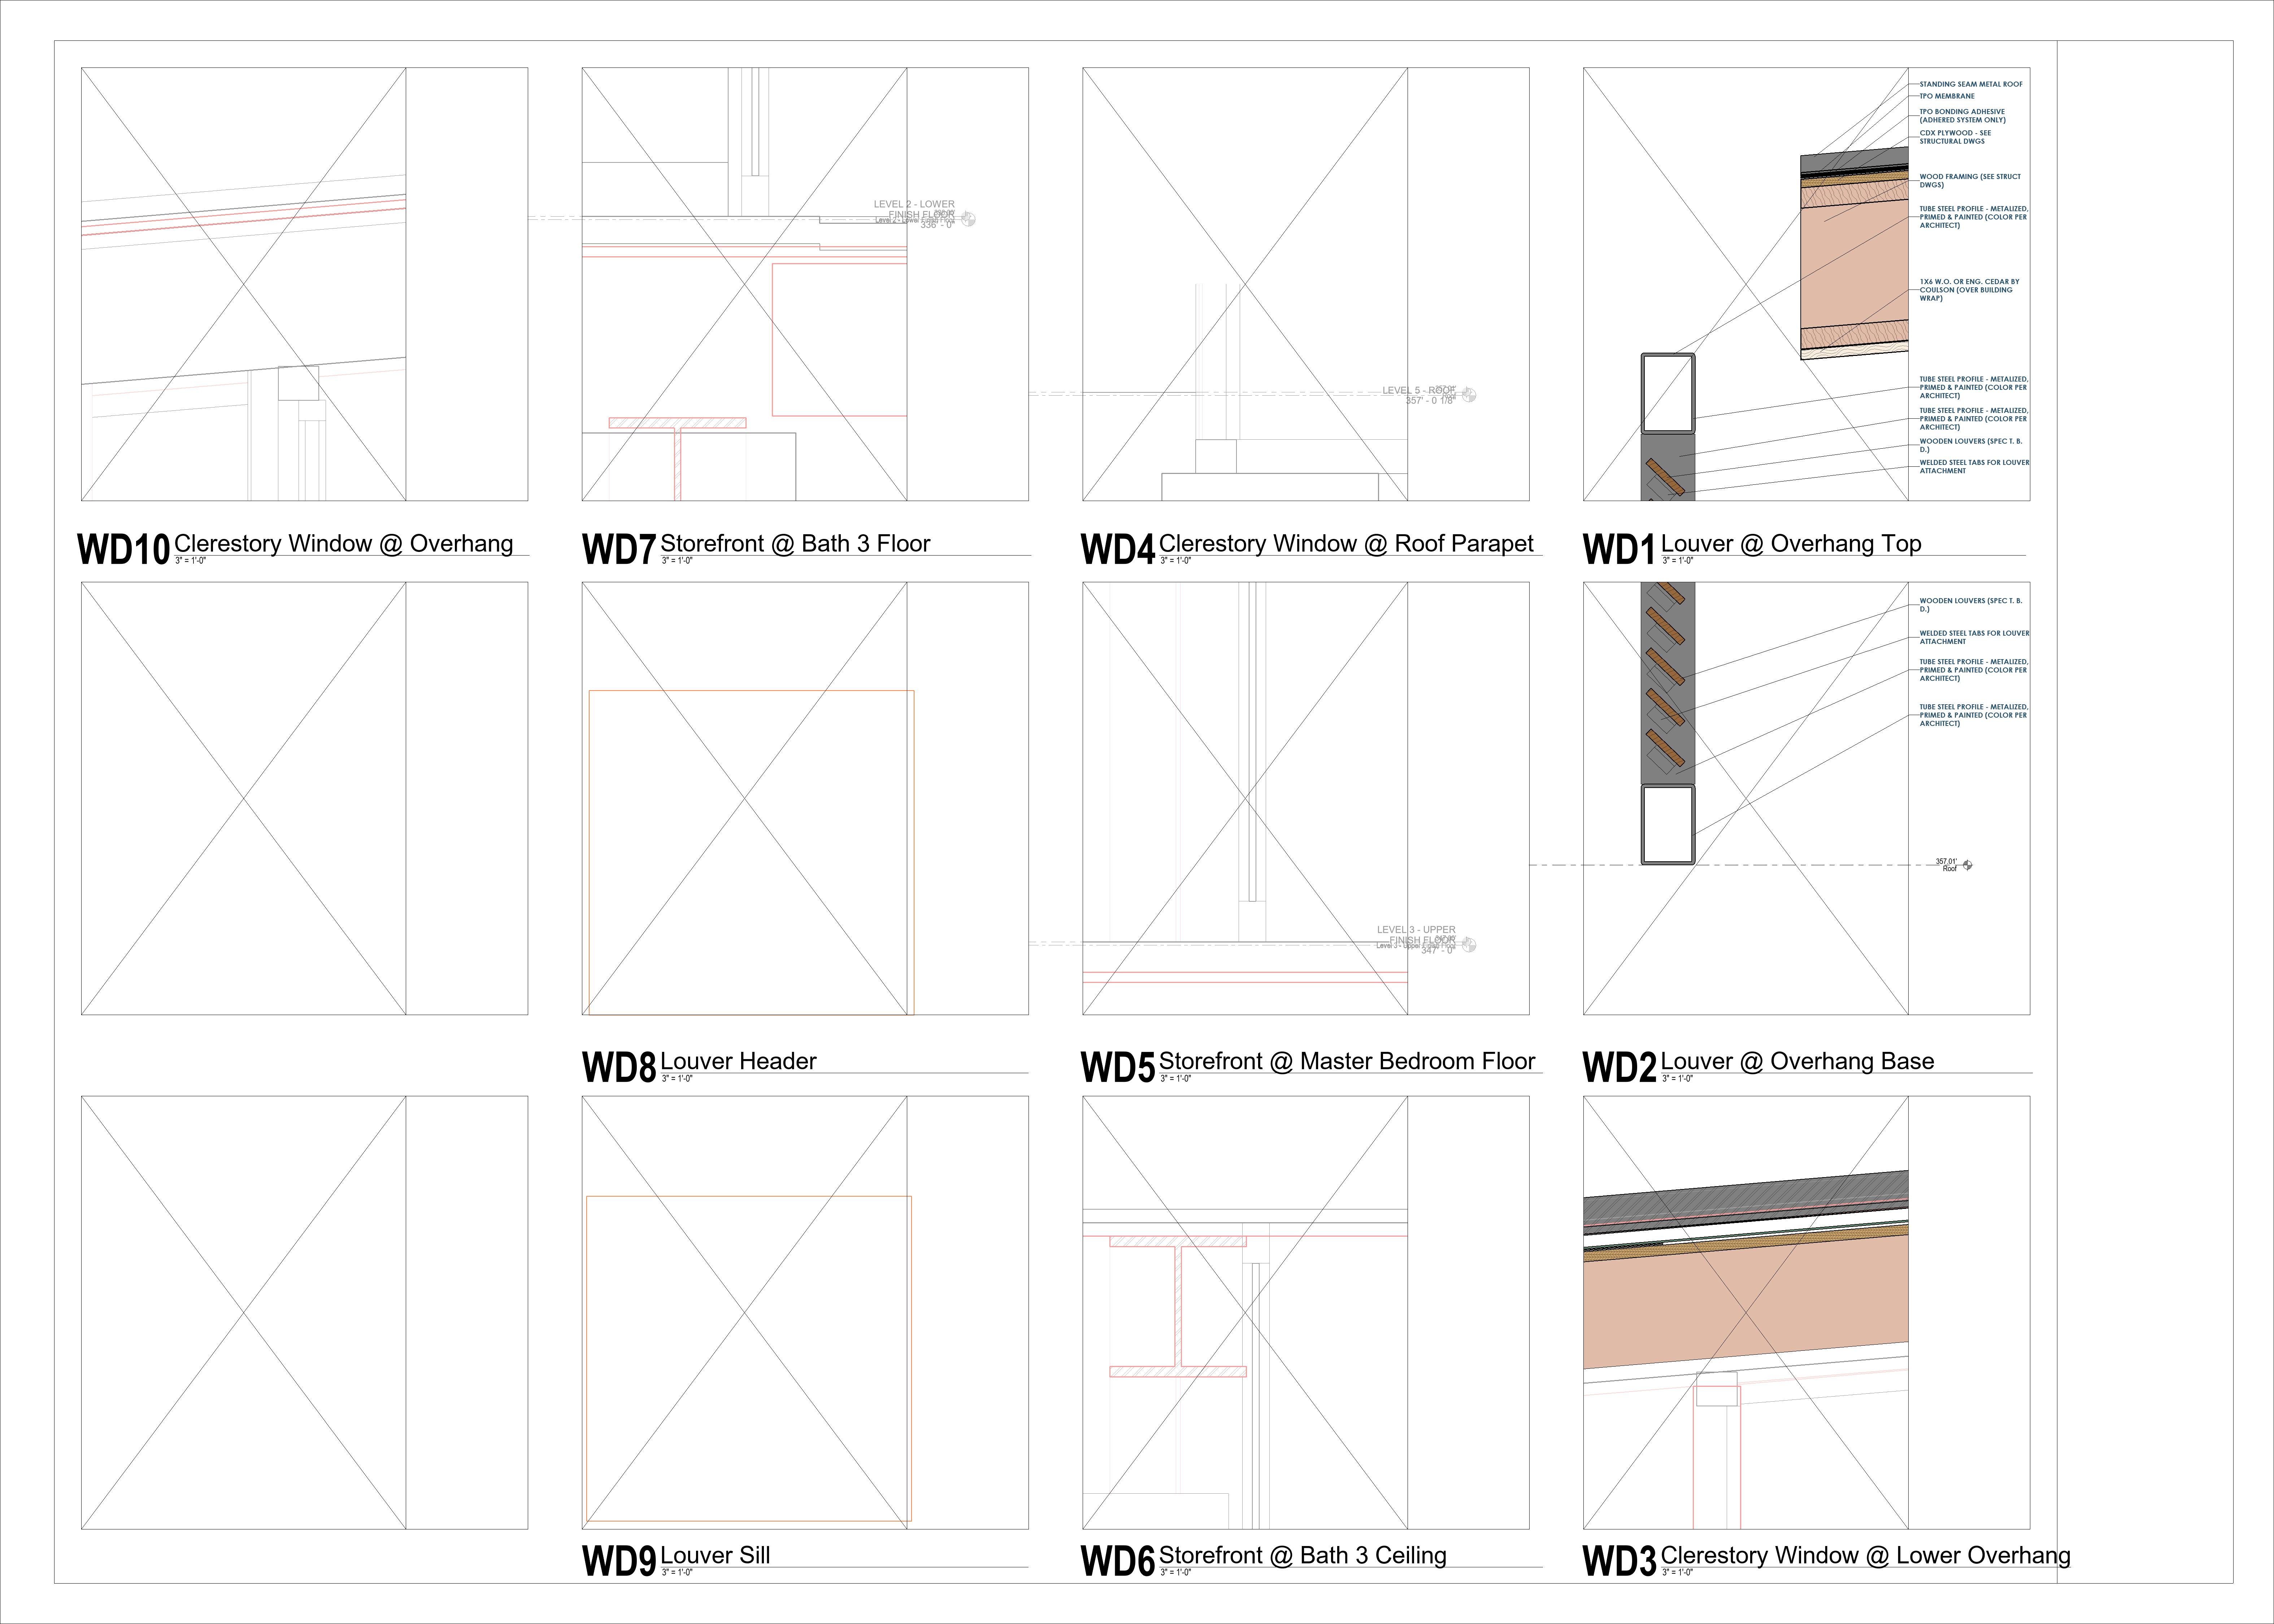 LEVEL 2 - LOWER
FINISH FLOOR
Level 2 - Lower Finish Floor
336' - 0"
LEVEL 5 - ROOF
357' - 0 1/8"
STANDING SEAM METAL ROOF
TPO MEMBRANE
TPO BONDING ADHESIVE
(ADHERED SYSTEM ONLY)
CDX PLYWOOD - SEE
STRUCTURAL DWGS
WOOD FRAMING (SEE STRUCT
DWGS)
TUBE STEEL PROFILE - METALIZED,
PRIMED & PAINTED (COLOR PER
ARCHITECT)
1X6 W.O. OR ENG. CEDAR BY
COULSON (OVER BUILDING
WRAP)
TUBE STEEL PROFILE - METALIZED,
PRIMED & PAINTED (COLOR PER
ARCHITECT)
TUBE STEEL PROFILE - METALIZED,
PRIMED & PAINTED (COLOR PER
ARCHITECT)
WOODEN LOUVERS (SPEC T. B.
D.)
WELDED STEEL TABS FOR LOUVER
ATTACHMENT
WD10 Clerestory Window @ Overhang
3" = 1'-0"
WD7 Storefront @ Bath 3 Floor
3" = 1'-0"
WD4 Clerestory Window @ Roof Parapet
3" = 1'-0"
WD1 Louver @ Overhang Top
3" = 1'-0"
LEVEL 3 - UPPER
FINISH FLOOR
Level 3 - Upper Finish Floor
347' - 0"
WOODEN LOUVERS (SPEC T. B.
D.)
WELDED STEEL TABS FOR LOUVER
ATTACHMENT
TUBE STEEL PROFILE - METALIZED,
PRIMED & PAINTED (COLOR PER
ARCHITECT)
TUBE STEEL PROFILE - METALIZED,
PRIMED & PAINTED (COLOR PER
ARCHITECT)
357.01'
Roof
WD8 Louver Header
3" = 1'-0"
WD5 Storefront @ Master Bedroom Floor
3" = 1'-0"
WD2 Louver @ Overhang Base
3" = 1'-0"
WD9 Louver Sill
3" = 1'-0"
WD6 Storefront @ Bath 3 Ceiling
3" = 1'-0"
WD3 Clerestory Window @ Lower Overhang
3" = 1'-0"